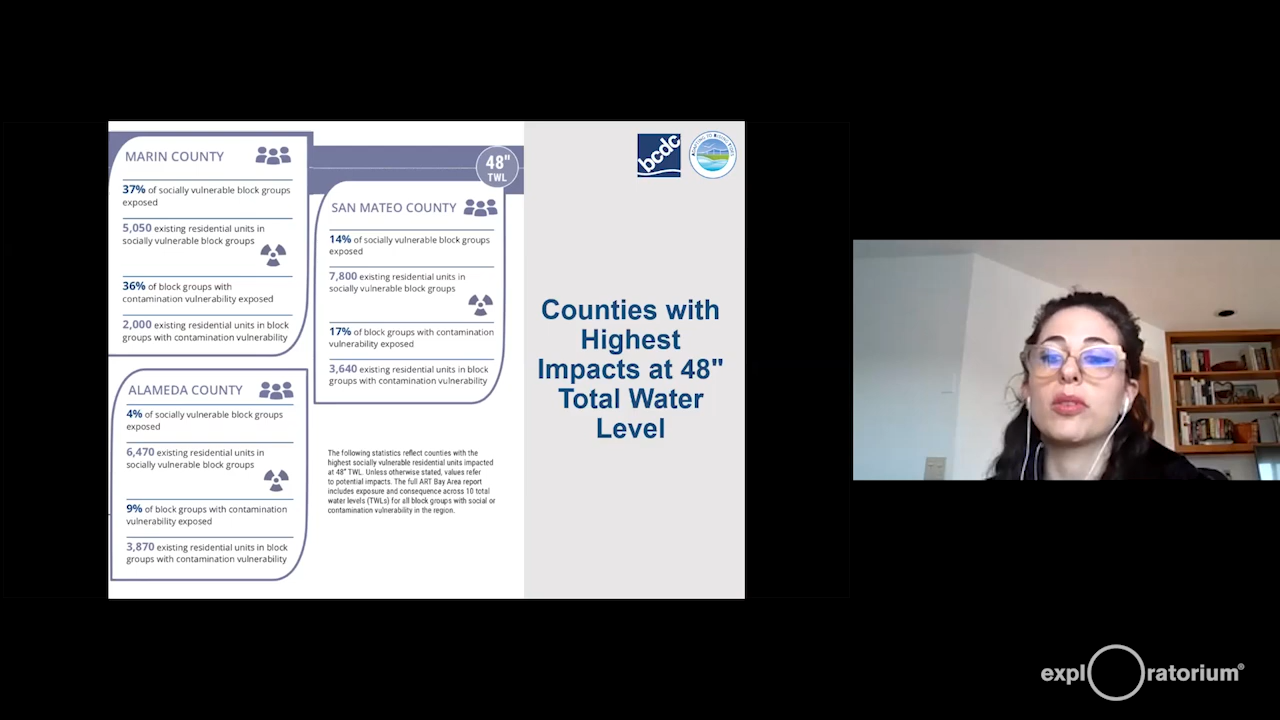 MARIN COUNTY
37% of socially vulnerable block groups
exposed
5,050 existing residential units in
socially vulnerable block groups
36% of block groups with
contamination vulnerability exposed
2,000 existing residential units in block
groups with contamination vulnerability
48"
TWL
SAN MATEO COUNTY
14% of socially vulnerable block groups
exposed
7,800 existing residential units in
socially vulnerable block groups
17% of block groups with contamination
vulnerability exposed
3,640 existing residential units in block
groups with contamination vulnerability
ALAMEDA COUNTY
4% of socially vulnerable block groups
exposed
6,470 existing residential units in
socially vulnerable block groups
9% of block groups with contamination
vulnerability exposed
3,870 existing residential units in block
groups with contamination vulnerability
The following statistics reflect counties with the
highest socially vulnerable residential units impacted
at 48" TWL. Unless otherwise stated, values refer
to potential impacts. The full ART Bay Area report
includes exposure and consequence across 10 total
water levels (TWLs) for all block groups with social or
contamination vulnerability in the region.
bcdc
ADAPTING TO RISING TIDES
Counties with
Highest
Impacts at 48"
Total Water
Level
exploratorium®